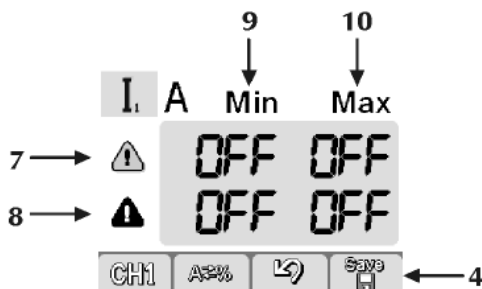 9 10
I₁ A Min Max
7 OFF OFF
8 OFF OFF
CH1 A⇄% Save 4